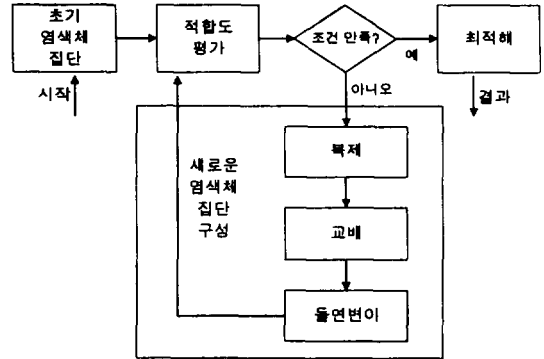 초기
염색체
집단
적합도
평가
조건 만족?
예
최적해
시작
아니오
결과
복제
새로운
염색체
집단
구성
교배
돌연변이